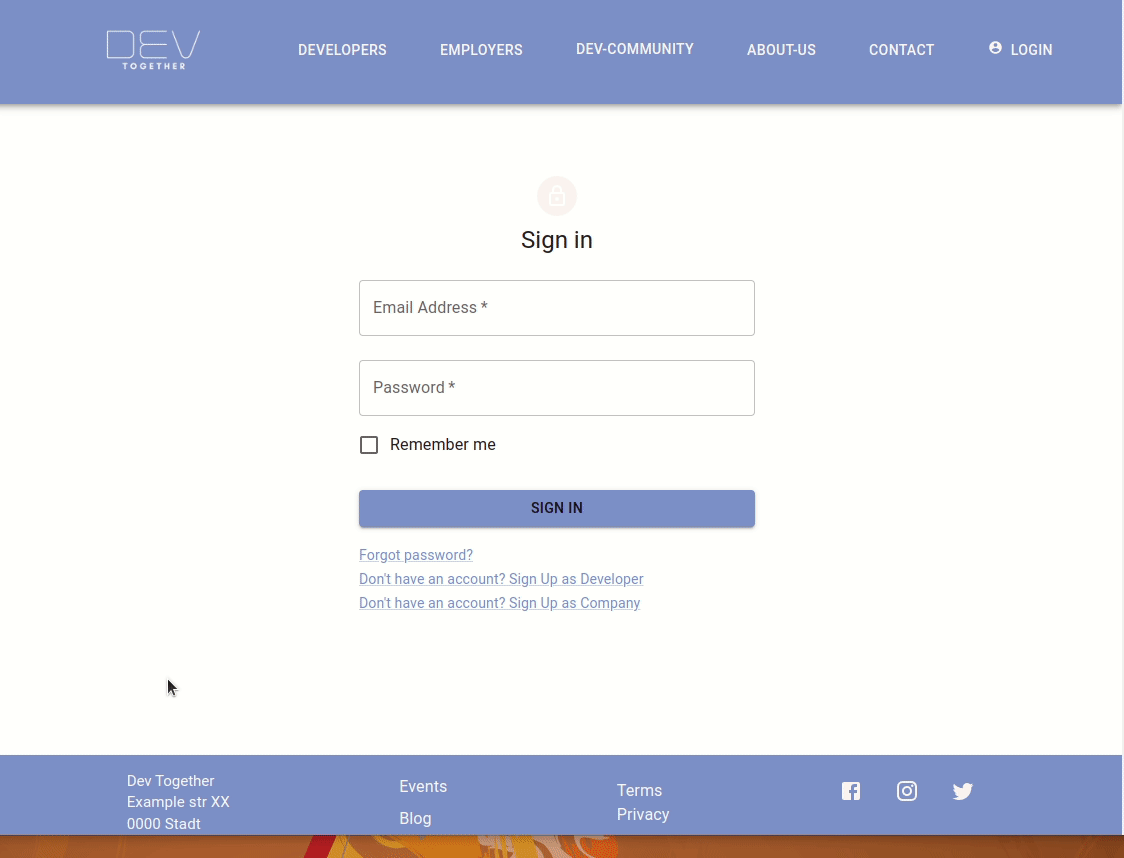 DEV
TOGETHER
DEVELOPERS
EMPLOYERS
DEV-COMMUNITY
ABOUT-US
CONTACT
LOGIN
Sign in
Email Address *
Password *
Remember me
SIGN IN
Forgot password?
Don't have an account? Sign Up as Developer
Don't have an account? Sign Up as Company
Dev Together
Example str XX
0000 Stadt
Events
Blog
Terms
Privacy